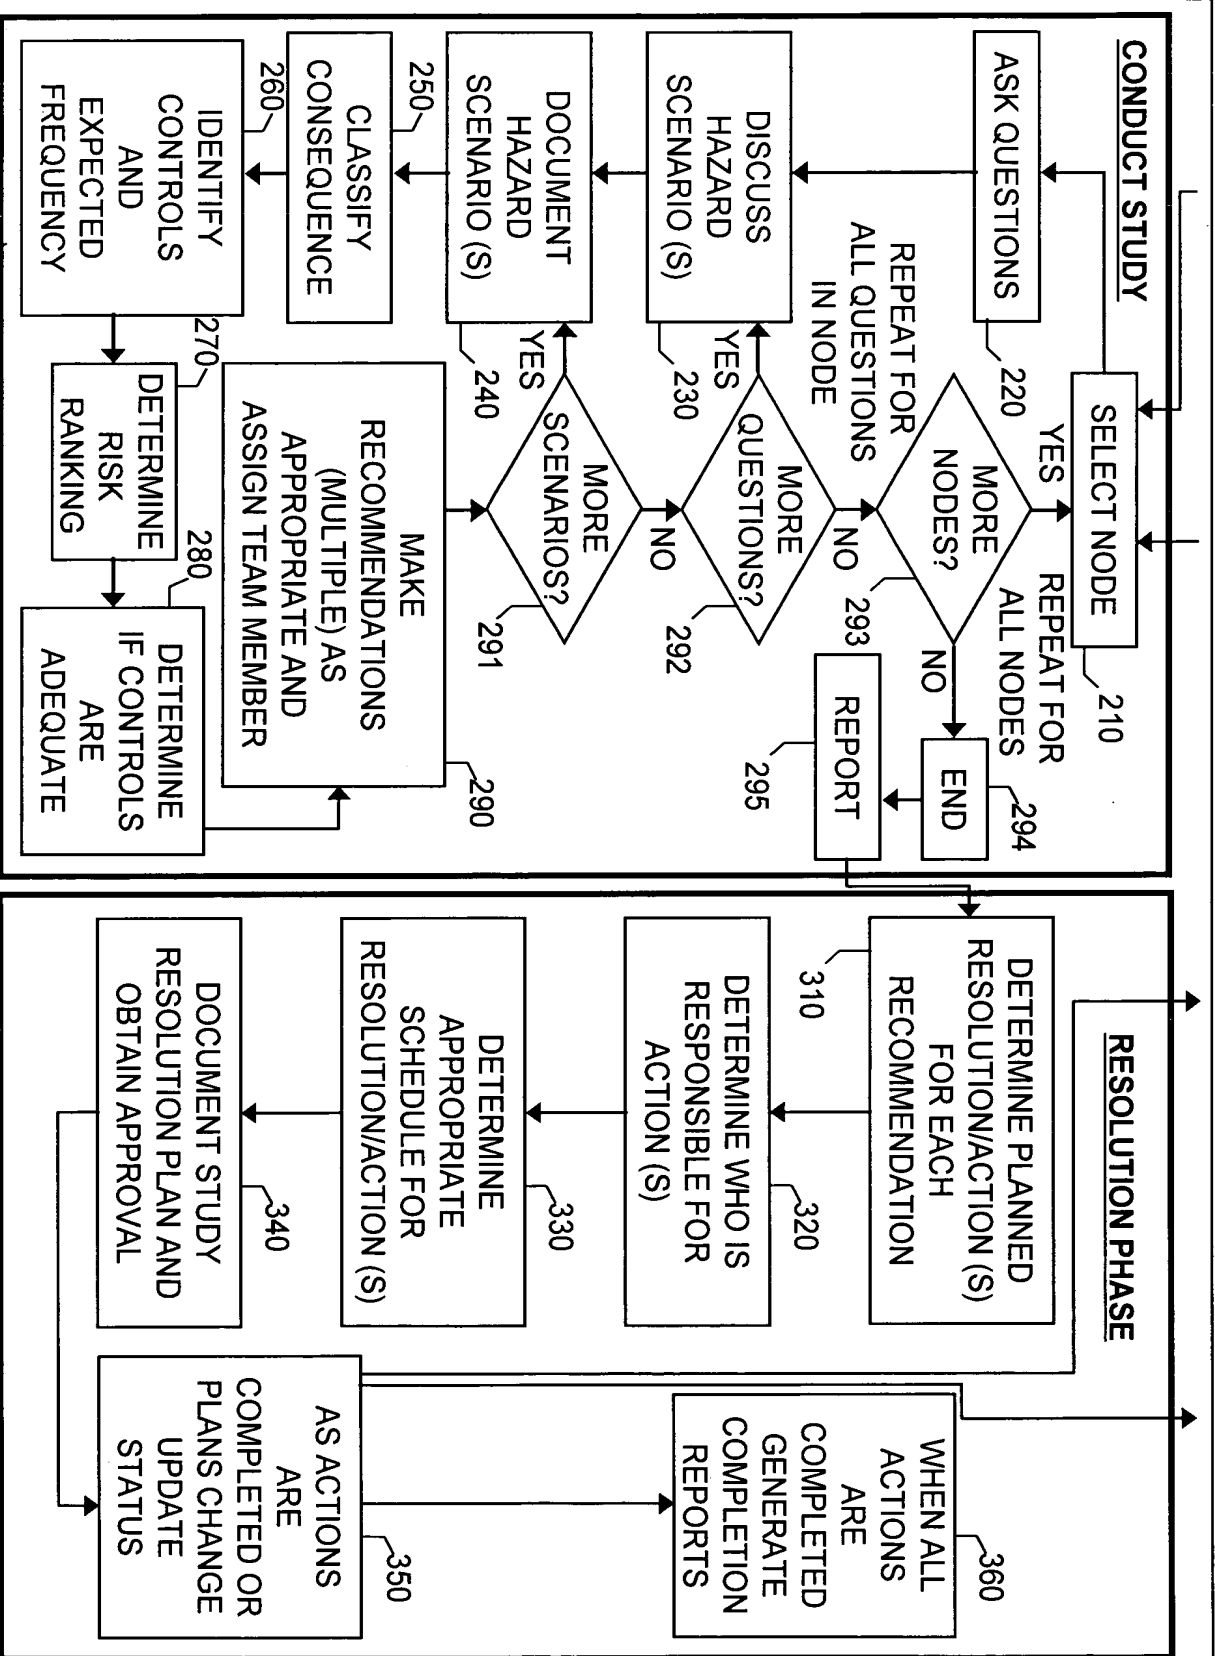 CONDUCT STUDY
SELECT NODE
210
ASK QUESTIONS
220
YES
REPEAT FOR
ALL NODES
MORE
NODES?
293
NO
END
294
REPORT
295
REPEAT FOR
ALL QUESTIONS
IN NODE
NO
DISCUSS
HAZARD
SCENARIO (S)
230
YES
MORE
QUESTIONS?
292
NO
DOCUMENT
HAZARD
SCENARIO (S)
240
YES
MORE
SCENARIOS?
291
CLASSIFY
CONSEQUENCE
250
MAKE
RECOMMENDATIONS
(MULTIPLE) AS
APPROPRIATE AND
ASSIGN TEAM MEMBER
290
IDENTIFY
CONTROLS
AND
EXPECTED
FREQUENCY
260
DETERMINE
RISK
RANKING
270
DETERMINE
IF CONTROLS
ARE
ADEQUATE
280
RESOLUTION PHASE
DETERMINE PLANNED
RESOLUTION/ACTION (S)
FOR EACH
RECOMMENDATION
310
DETERMINE WHO IS
RESPONSIBLE FOR
ACTION (S)
320
DETERMINE
APPROPRIATE
SCHEDULE FOR
RESOLUTION/ACTION (S)
330
DOCUMENT STUDY
RESOLUTION PLAN AND
OBTAIN APPROVAL
340
AS ACTIONS
ARE
COMPLETED OR
PLANS CHANGE
UPDATE
STATUS
350
WHEN ALL
ACTIONS
ARE
COMPLETED
GENERATE
COMPLETION
REPORTS
360